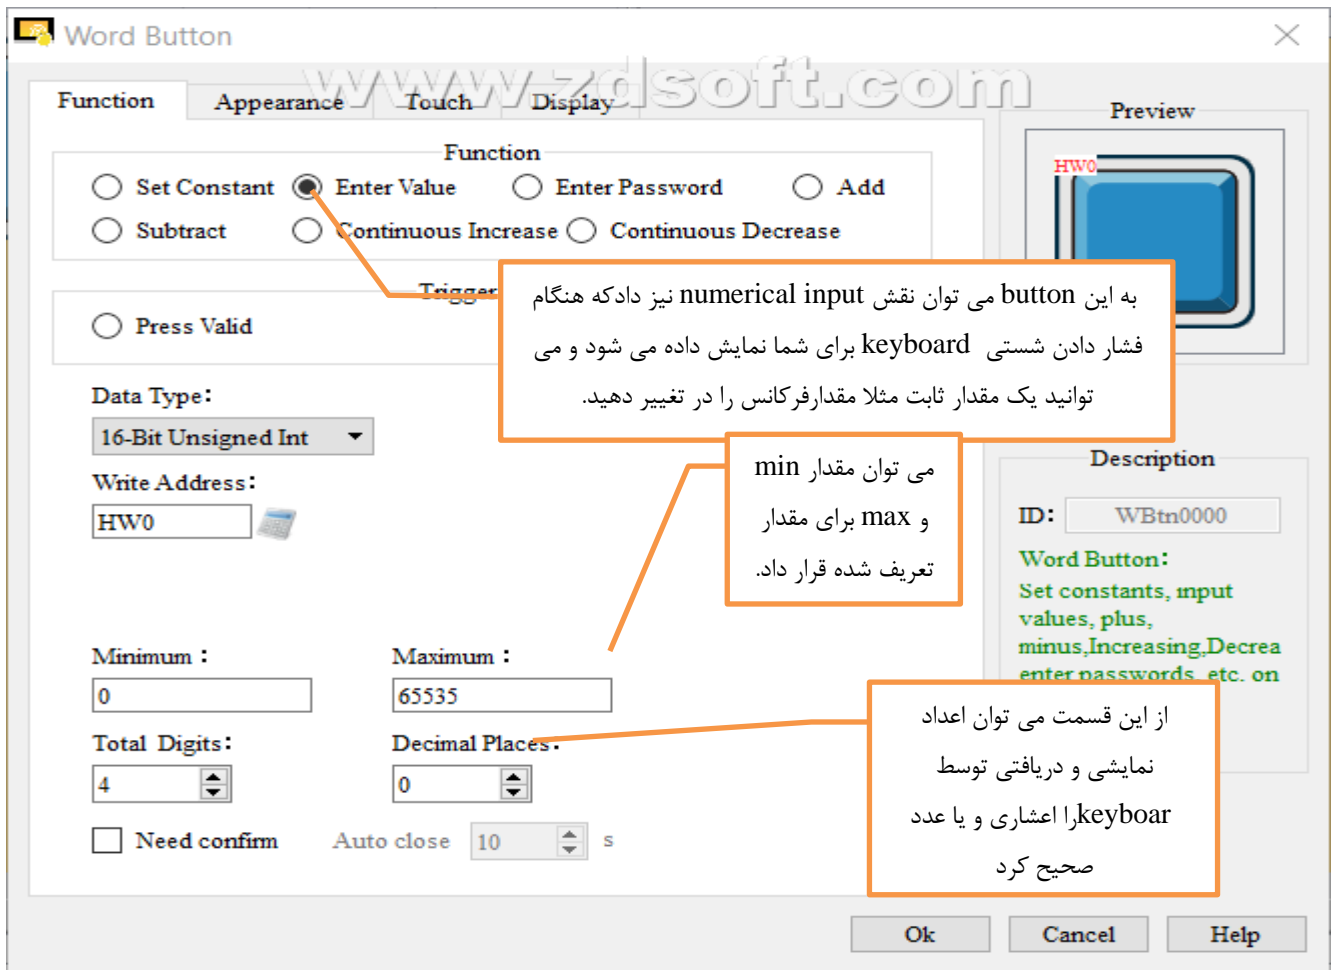 Word Button
www.zdsoft.com
Function Appearance Touch Display
Preview
Function
HW0
Set Constant Enter Value Enter Password Add
Subtract Continuous Increase Continuous Decrease
Trigger
Press Valid
به این button می توان نقش numerical input نیز دادکه هنگام
فشار دادن شستی keyboard برای شما نمایش داده می شود و می
توانید یک مقدار ثابت مثلا مقدارفرکانس را در تغییر دهید.
Data Type:
16-Bit Unsigned Int
Write Address:
HW0
می توان مقدار min
و max برای مقدار
تعریف شده قرار داد.
Description
ID: WBtn0000
Word Button:
Set constants, input
values, plus,
minus,Increasing,Decrea
enter passwords, etc. on
Minimum : Maximum :
0 65535
Total Digits: Decimal Places:
4 0
Need confirm Auto close 10 s
از این قسمت می توان اعداد
نمایشی و دریافتی توسط
keyboarرا اعشاری و یا عدد
صحیح کرد
Ok Cancel Help